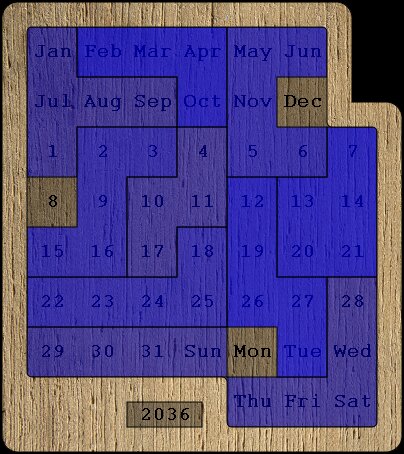 Jan Feb Mar Apr May Jun
Jul Aug Sep Oct Nov Dec
1 2 3 4 5 6 7
8 9 10 11 12 13 14
15 16 17 18 19 20 21
22 23 24 25 26 27 28
29 30 31 Sun Mon Tue Wed
Thu Fri Sat
2036